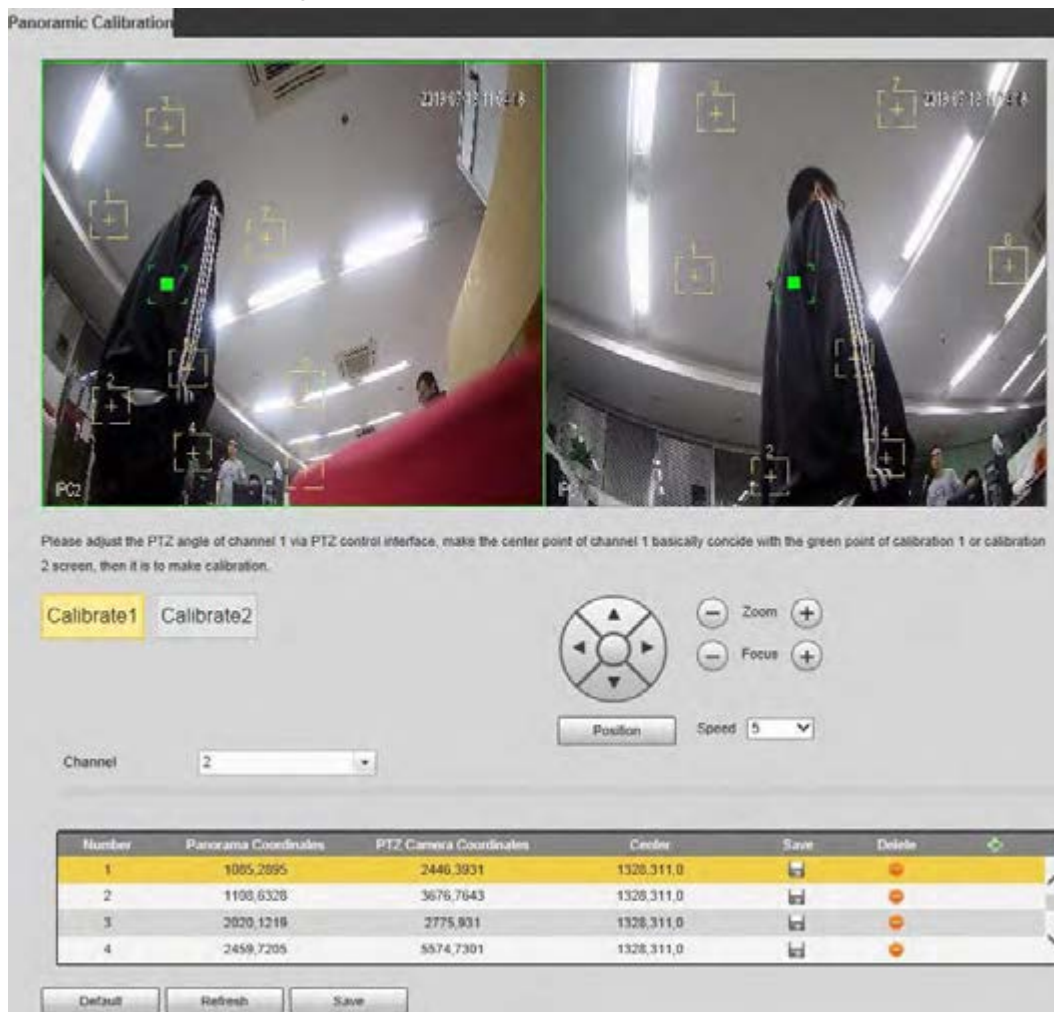 Panoramic Calibration
Please adjust the PTZ angle of channel 1 via PTZ control interface, make the center point of channel 1 basically concide with the green point of calibration 1 or calibration
2 screen, then it is to make calibration.
Calibrate1 Calibrate2
Zoom
Focus
Position Speed 5
Channel 2
Number Panorama Coordinates PTZ Camera Coordinates Center Save Delete
1 1085,2895 2446,3931 1328,311,0
2 1108,6328 3676,7643 1328,311,0
3 2020,1219 2775,931 1328,311,0
4 2459,7205 5574,7301 1328,311,0
Default Refresh Save